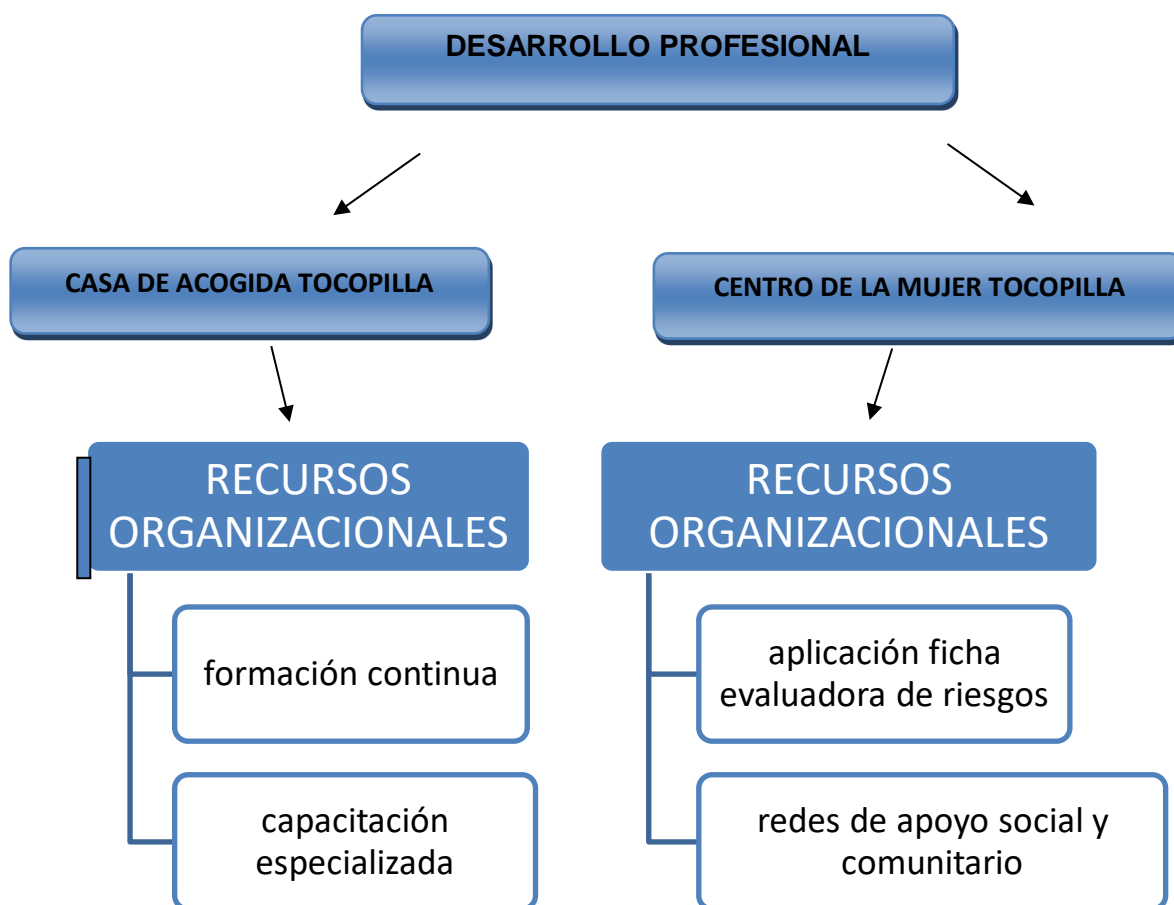 DESARROLLO PROFESIONAL
CASA DE ACOGIDA TOCOPILLA
CENTRO DE LA MUJER TOCOPILLA
RECURSOS
ORGANIZACIONALES
formación continua
capacitación
especializada
RECURSOS
ORGANIZACIONALES
aplicación ficha
evaluadora de riesgos
redes de apoyo social y
comunitario